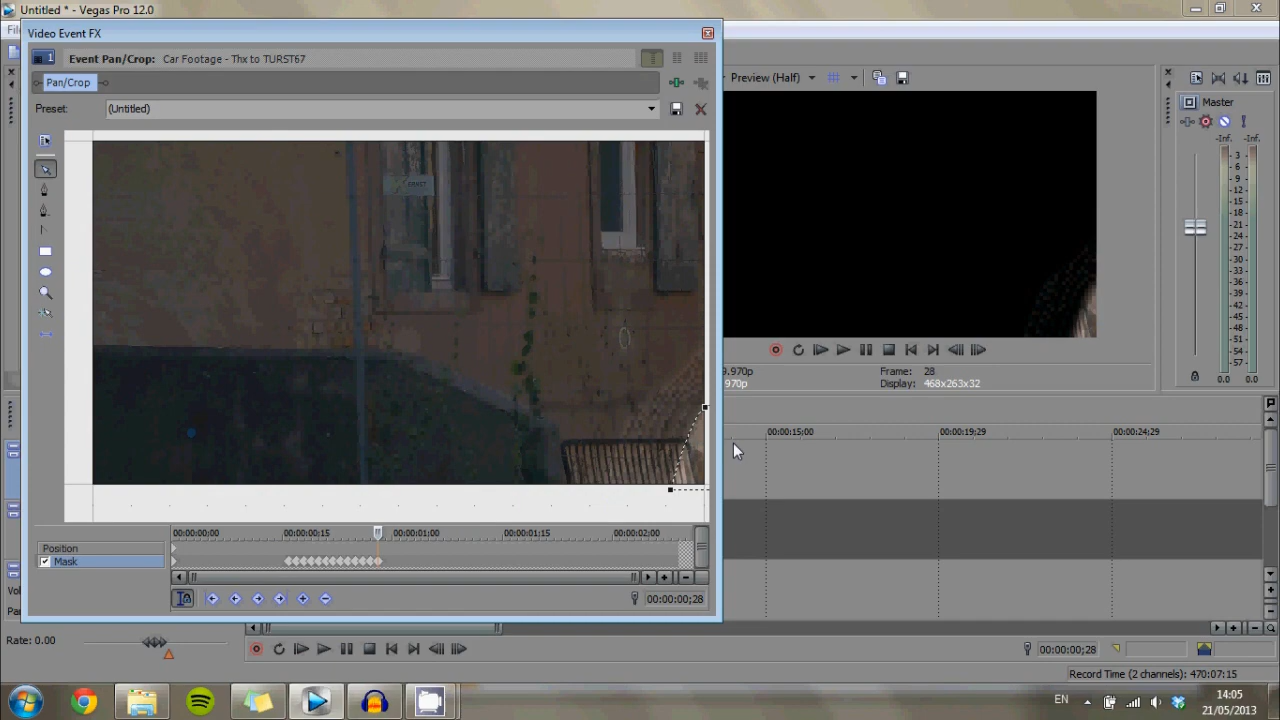 Untitled * - Vegas Pro 12.0
Video Event FX
Event Pan/Crop: Car Footage - Thx to TURST67
Pan/Crop
Preset: (Untitled)
Preview (Half)
Master
-Inf. -Inf.
3
6
9
12
15
18
21
24
27
30
33
36
39
42
45
48
51
54
57
0.0 0.0
Frame: 28
Display: 468x263x32
00:00:15;00 00:00:19;29 00:00:24;29
00:00:00;00 00:00:00;15 00:00:01:00 00:00:01:15 00:00:02:00
Position
Mask
00:00:00;28
Rate: 0.00
00:00:00;28
Record Time (2 channels): 470:07:15
EN
14:05
21/05/2013